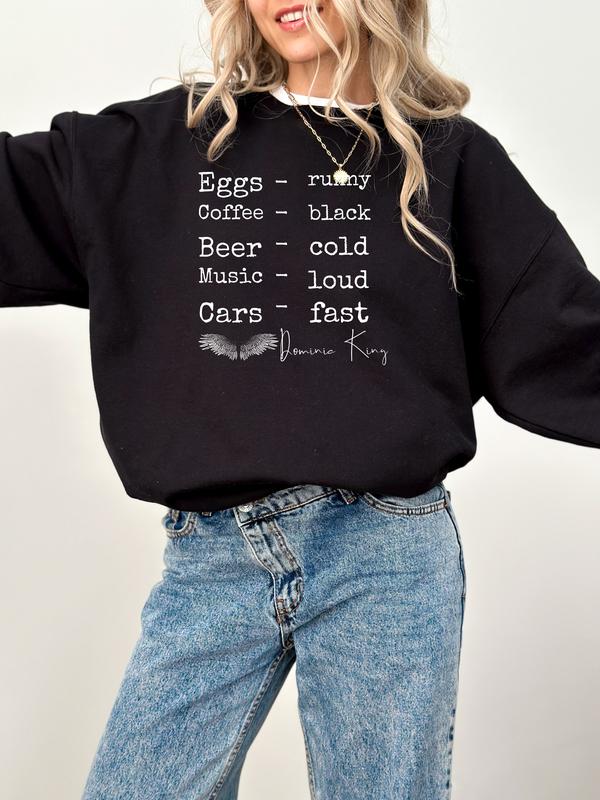 Eggs - runny
Coffee - black
Beer - cold
Music - loud
Cars - fast
Dominic King